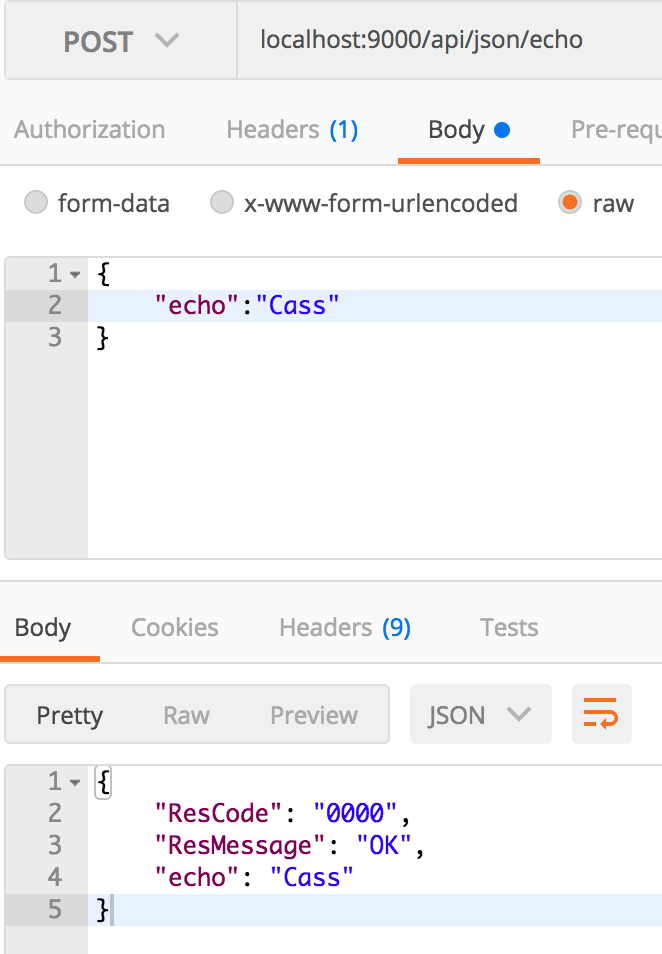 POST localhost:9000/api/json/echo
Authorization Headers (1) Body Pre-requ
form-data x-www-form-urlencoded raw
1 {
2 "echo":"Cass"
3 }
Body Cookies Headers (9) Tests
Pretty Raw Preview JSON
1 {
2 "ResCode": "0000",
3 "ResMessage": "OK",
4 "echo": "Cass"
5 }